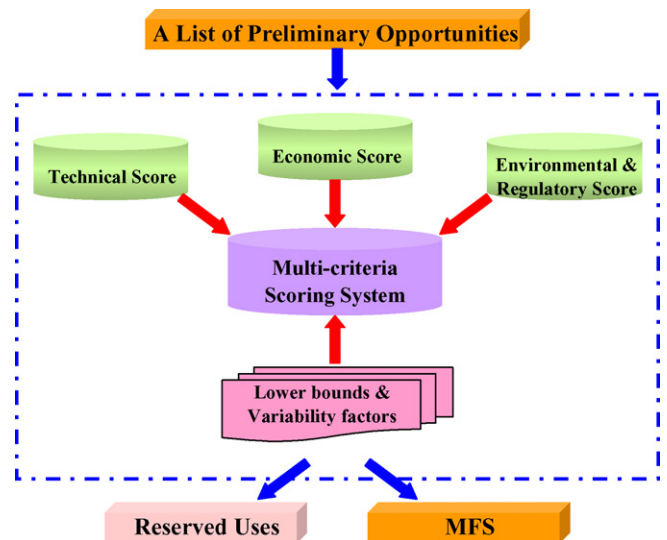 A List of Preliminary Opportunities
Technical Score
Economic Score
Environmental &
Regulatory Score
Multi-criteria
Scoring System
Lower bounds &
Variability factors
Reserved Uses
MFS